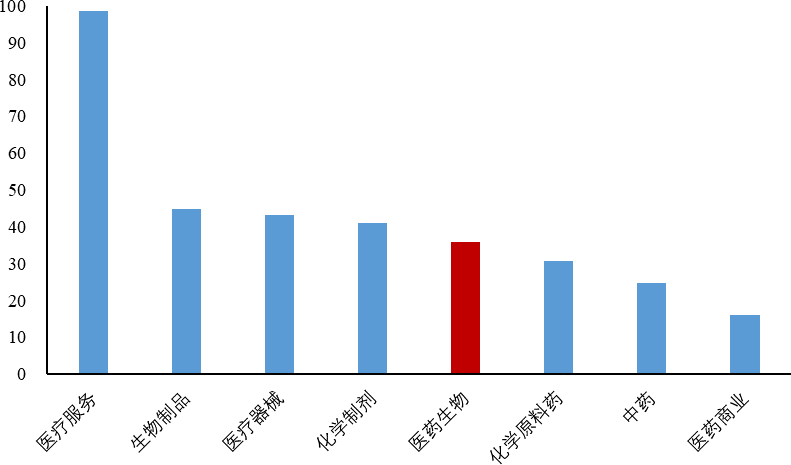 100
90
80
70
60
50
40
30
20
10
0
医疗服务
生物制品
医疗器械
化学制剂
医药生物
化学原料药
中药
医药商业